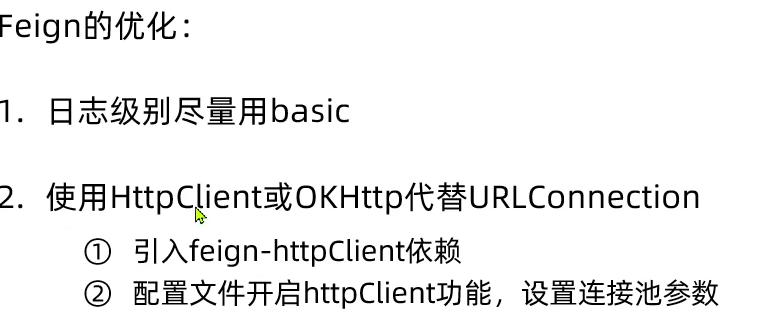 Feign的优化：
1. 日志级别尽量用basic
2. 使用HttpClient或OKHttp代替URLConnection
① 引入feign-httpClient依赖
② 配置文件开启httpClient功能，设置连接池参数